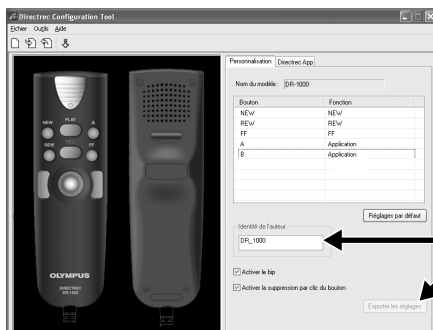 Directrec Configuration Tool
Fichier Outils Aide
Personnalisation Directrec App
Nom du modèle : DR-1000
Bouton Fonction
NEW NEW
REW REW
FF FF
A Application
B Application
Réglages par défaut
Identité de l'auteur
DR_1000
Activer le bip
Activer la suppression par clic du bouton
Exporter les réglages
NEW PLAY A
REW REC FF
OLYMPUS
DIRECTREC
DR-1000